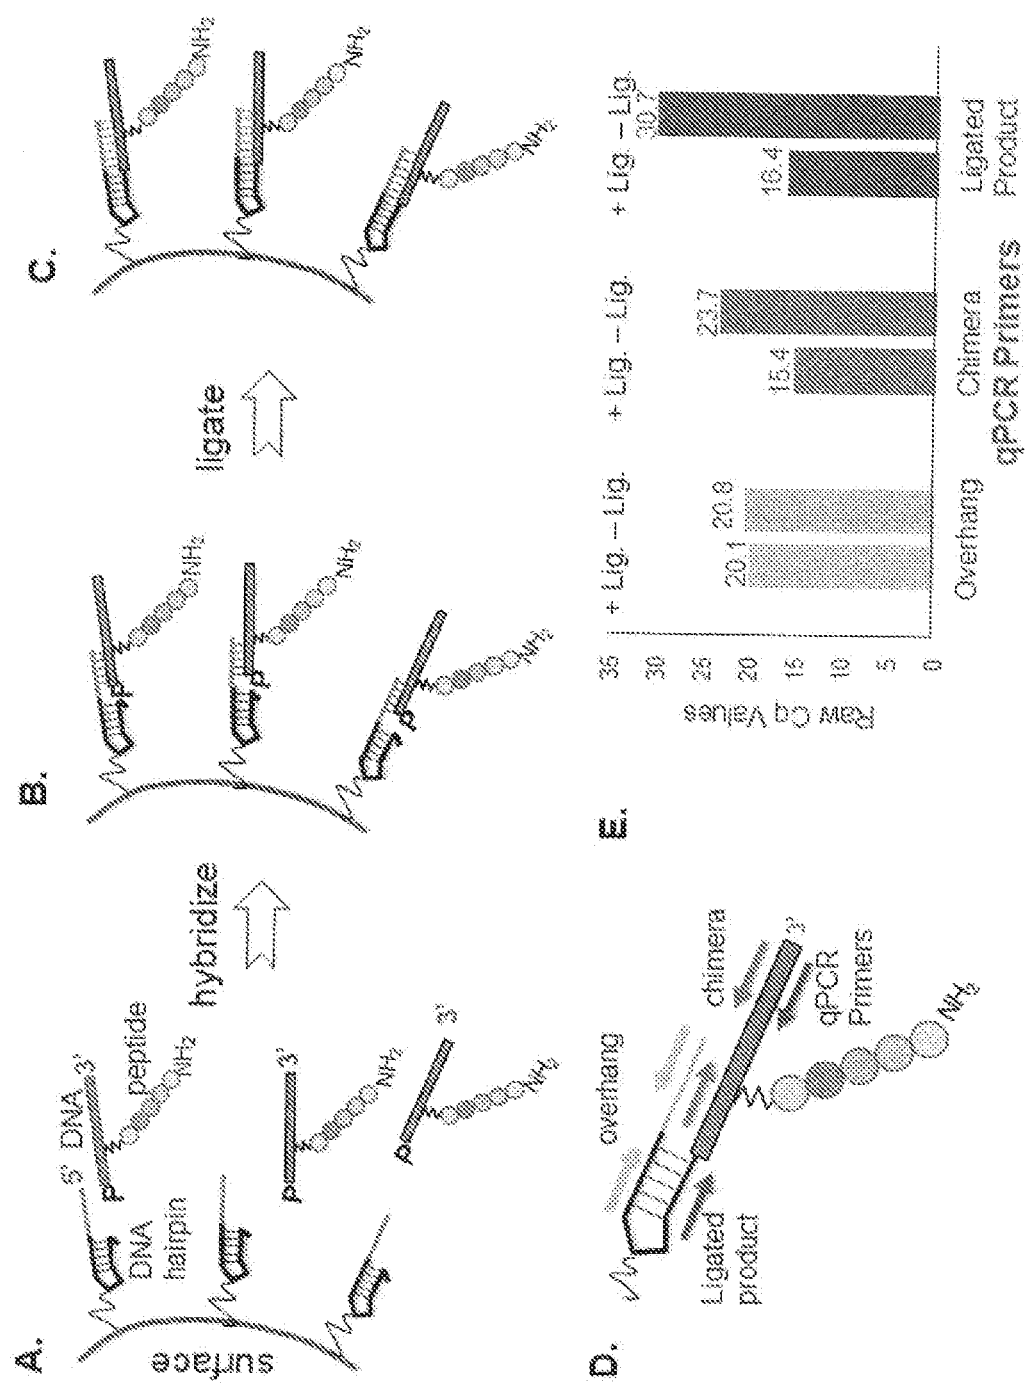 A.
surface
5' DNA
3'
P
DNA
hairpin
peptide
NH2
P
3'
NH2
P
3'
NH2
hybridize
B.
P
NH2
P
NH2
P
NH2
ligate
C.
NH2
NH2
NH2
D.
overhang
chimera
3'
Ligated
product
qPCR
Primers
NH2
E.
Raw Cq Values
35
30
25
20
15
10
5
0
+ Lig. – Lig.
+ Lig. – Lig.
+ Lig. – Lig.
20.1
20.8
15.4
23.7
16.4
30.7
Overhang
Chimera
Ligated
Product
qPCR Primers